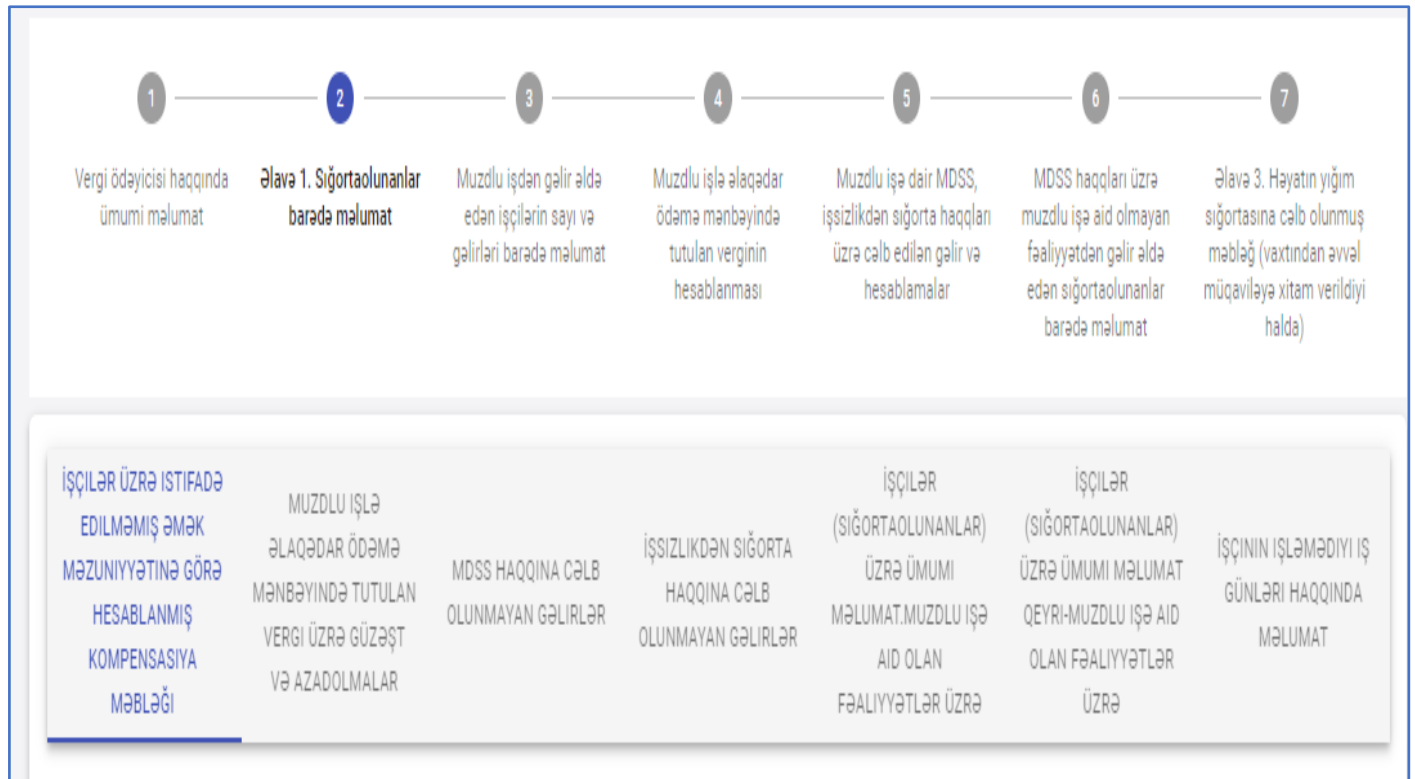 1
2
3
4
5
6
7
Vergi ödəyicisi haqqında
ümumi məlumat
Əlavə 1. Sığortaolunanlar
barədə məlumat
Muzdlu işdən gəlir əldə
edən işçilərin sayı və
gəlirləri barədə məlumat
Muzdlu işlə əlaqədar
ödəmə mənbəyində
tutulan verginin
hesablanması
Muzdlu işə dair MDSS,
işsizlikdən sığorta haqqları
üzrə cəlb edilən gəlir və
hesablamalar
MDSS haqqları üzrə
muzdlu işə aid olmayan
fəaliyyətdən gəlir əldə
edən sığortaolunanlar
barədə məlumat
Əlavə 3. Həyatın yığım
sığortasına cəlb olunmuş
məbləğ (vaxtından əvvəl
müqaviləyə xitam verildiyi
halda)
İŞÇILƏR ÜZRƏ ISTIFADƏ
EDILMƏMIŞ ƏMƏK
MƏZUNIYYƏTINƏ GÖRƏ
HESABLANMIŞ
KOMPENSASIYA
MƏBLƏĞI
MUZDLU IŞLƏ
ƏLAQƏDAR ÖDƏMƏ
MƏNBƏYINDƏ TUTULAN
VERGI ÜZRƏ GÜZƏŞT
VƏ AZADOLMALAR
MDSS HAQQINA CƏLB
OLUNMAYAN GƏLIRLƏR
İŞSIZLIKDƏN SIĞORTA
HAQQINA CƏLB
OLUNMAYAN GƏLIRLƏR
İŞÇILƏR
(SIĞORTAOLUNANLAR)
ÜZRƏ ÜMUMI
MƏLUMAT.MUZDLU IŞƏ
AID OLAN
FƏALIYYƏTLƏR ÜZRƏ
İŞÇILƏR
(SIĞORTAOLUNANLAR)
ÜZRƏ ÜMUMI MƏLUMAT
QEYRI-MUZDLU IŞƏ AID
OLAN FƏALIYYƏTLƏR
ÜZRƏ
İŞÇININ IŞLƏMƏDIYI IŞ
GÜNLƏRI HAQQINDA
MƏLUMAT